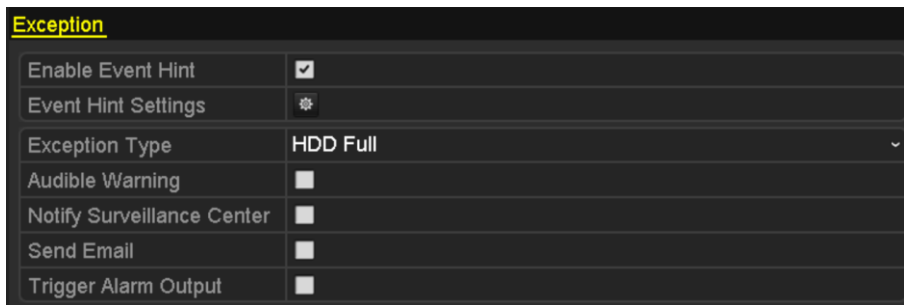 Exception
Enable Event Hint
Event Hint Settings
Exception Type HDD Full
Audible Warning
Notify Surveillance Center
Send Email
Trigger Alarm Output